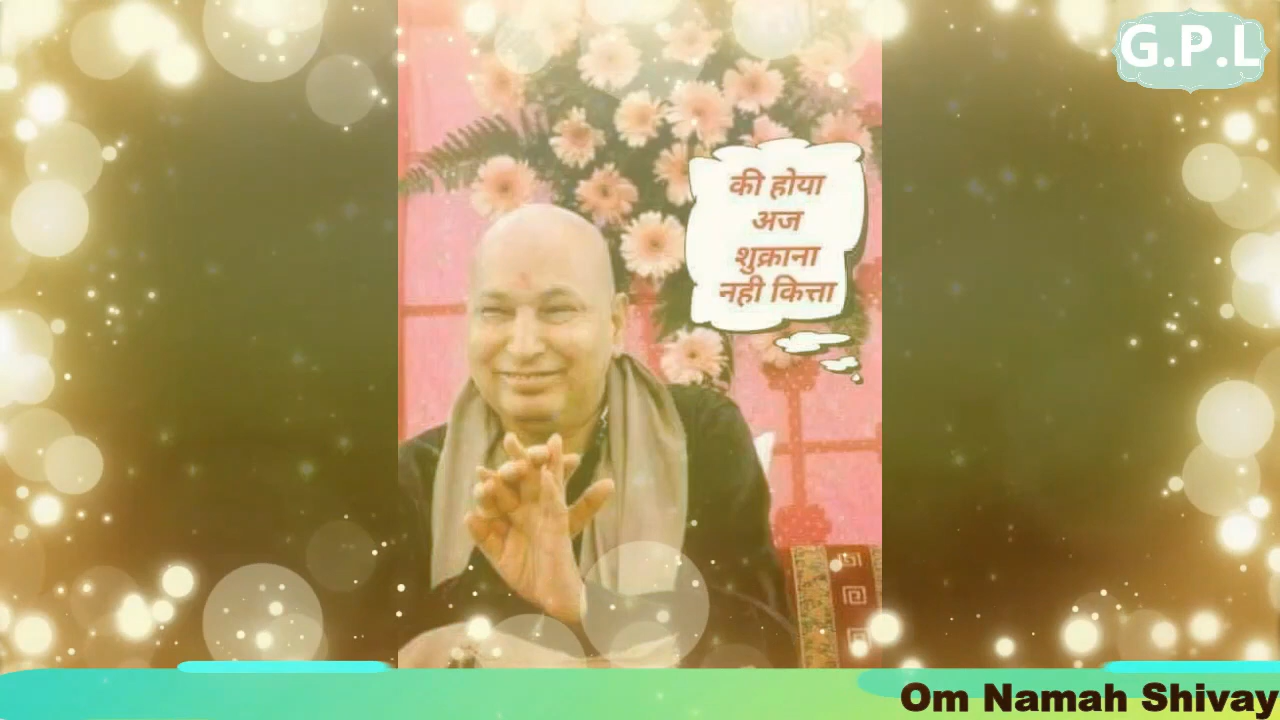 G.P.L
की होया
अज
शुक्राना
नही कित्ता
Om Namah Shivay